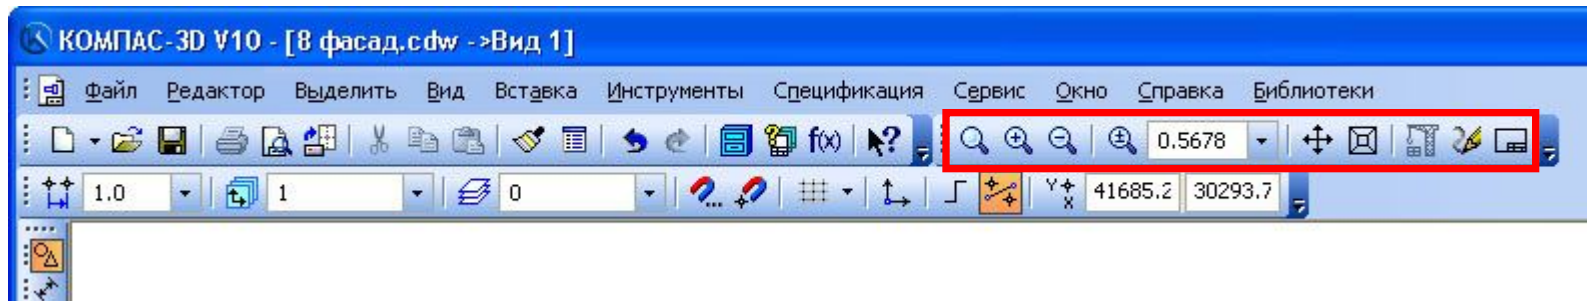 КОМПАС-3D V10 - [8 фасад.cdw ->Вид 1]
Файл Редактор Выделить Вид Вставка Инструменты Спецификация Сервис Окно Справка Библиотеки
f(x) ? 0.5678
1.0 1 0 Y X 41685.2 30293.7